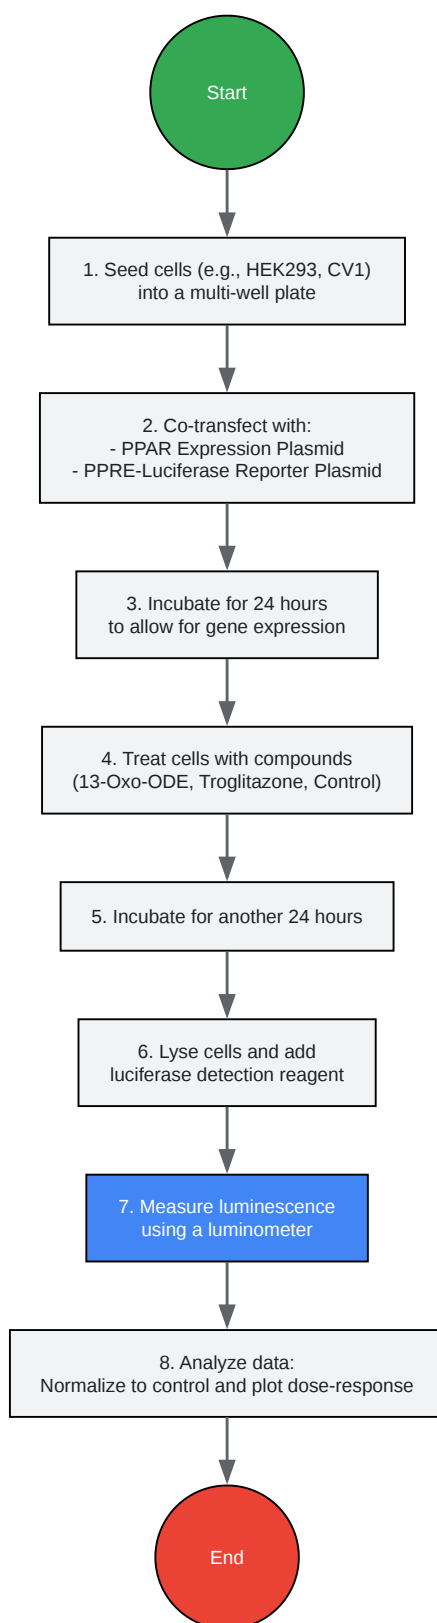 Start
1. Seed cells (e.g., HEK293, CV1)
into a multi-well plate
2. Co-transfect with:
- PPAR Expression Plasmid
- PPRE-Luciferase Reporter Plasmid
3. Incubate for 24 hours
to allow for gene expression
4. Treat cells with compounds
(13-Oxo-ODE, Troglitazone, Control)
5. Incubate for another 24 hours
6. Lyse cells and add
luciferase detection reagent
7. Measure luminescence
using a luminometer
8. Analyze data:
Normalize to control and plot dose-response
End